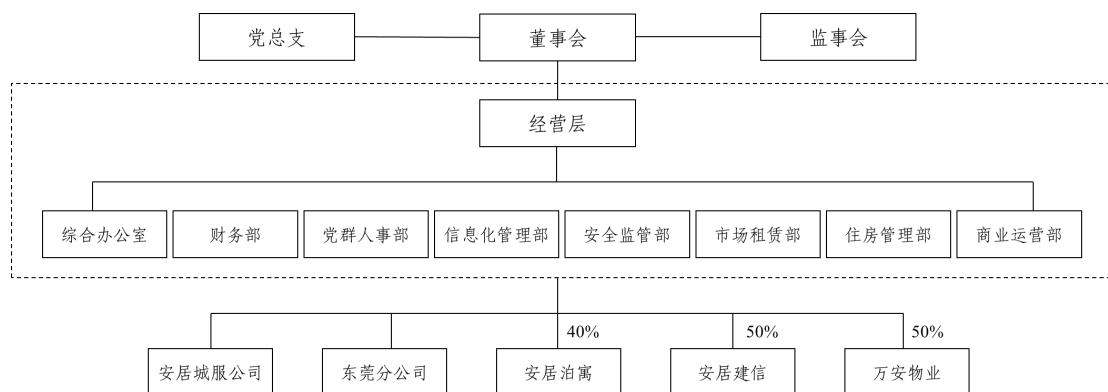 党总支
董事会
监事会
经营层
综合办公室
财务部
党群人事部
信息化管理部
安全监管部
市场租赁部
住房管理部
商业运营部
40%
50%
50%
安居城服公司
东莞分公司
安居泊寓
安居建信
万安物业